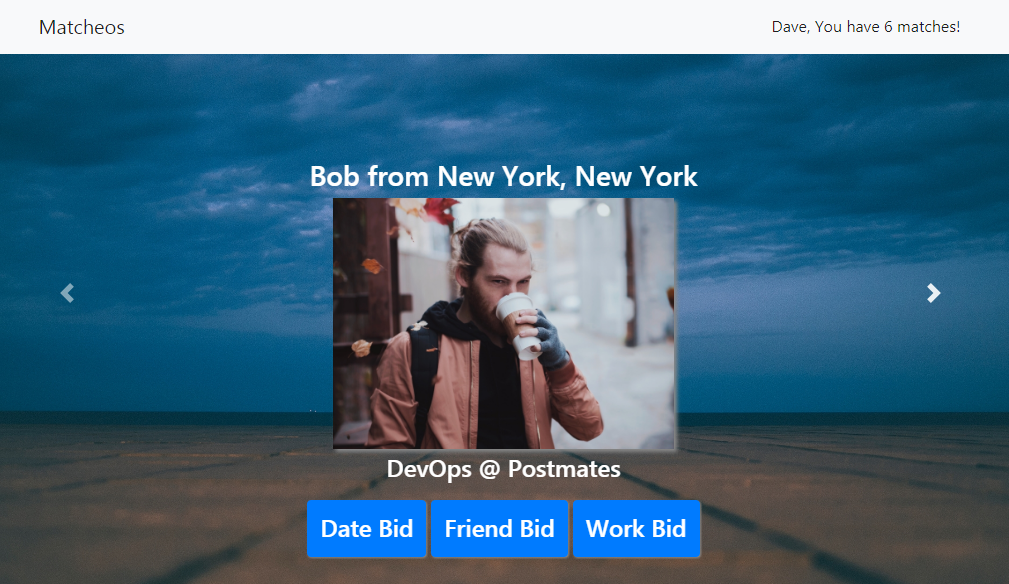 Matcheos
Dave, You have 6 matches!
Bob from New York, New York
DevOps @ Postmates
Date Bid
Friend Bid
Work Bid